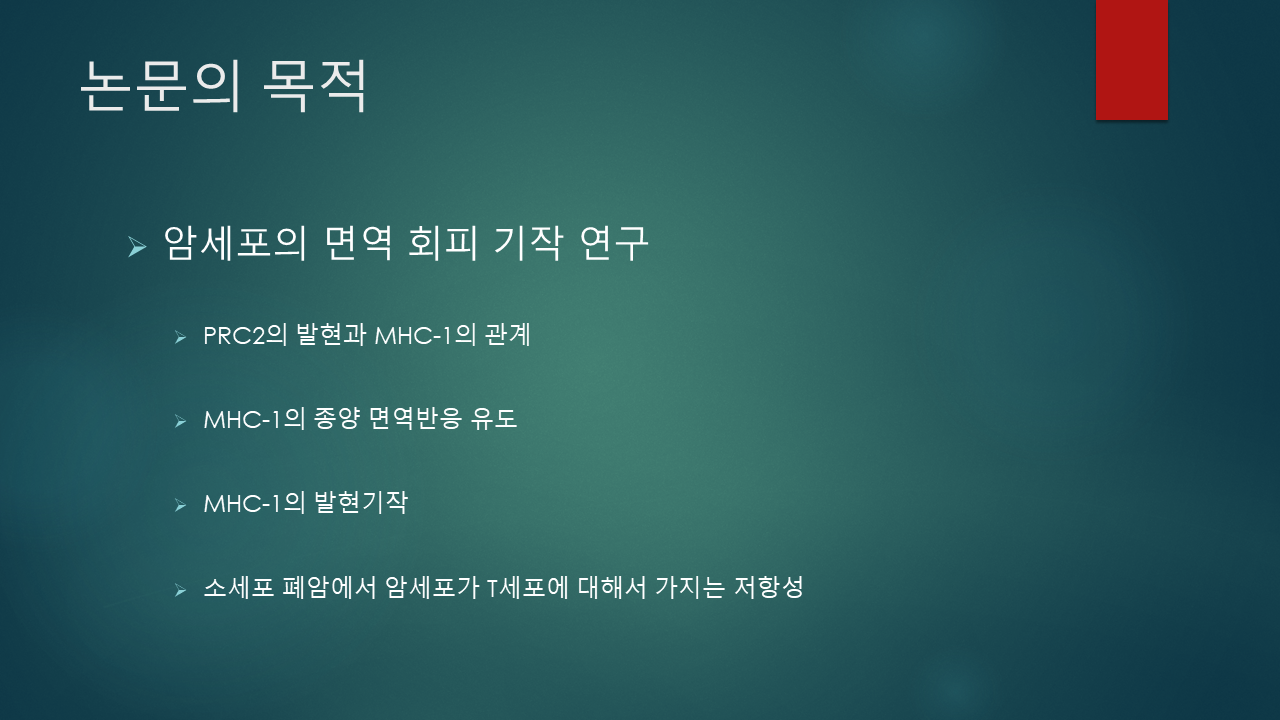 논문의 목적
암세포의 면역 회피 기작 연구
PRC2의 발현과 MHC-1의 관계
MHC-1의 종양 면역반응 유도
MHC-1의 발현기작
소세포 폐암에서 암세포가 T세포에 대해서 가지는 저항성